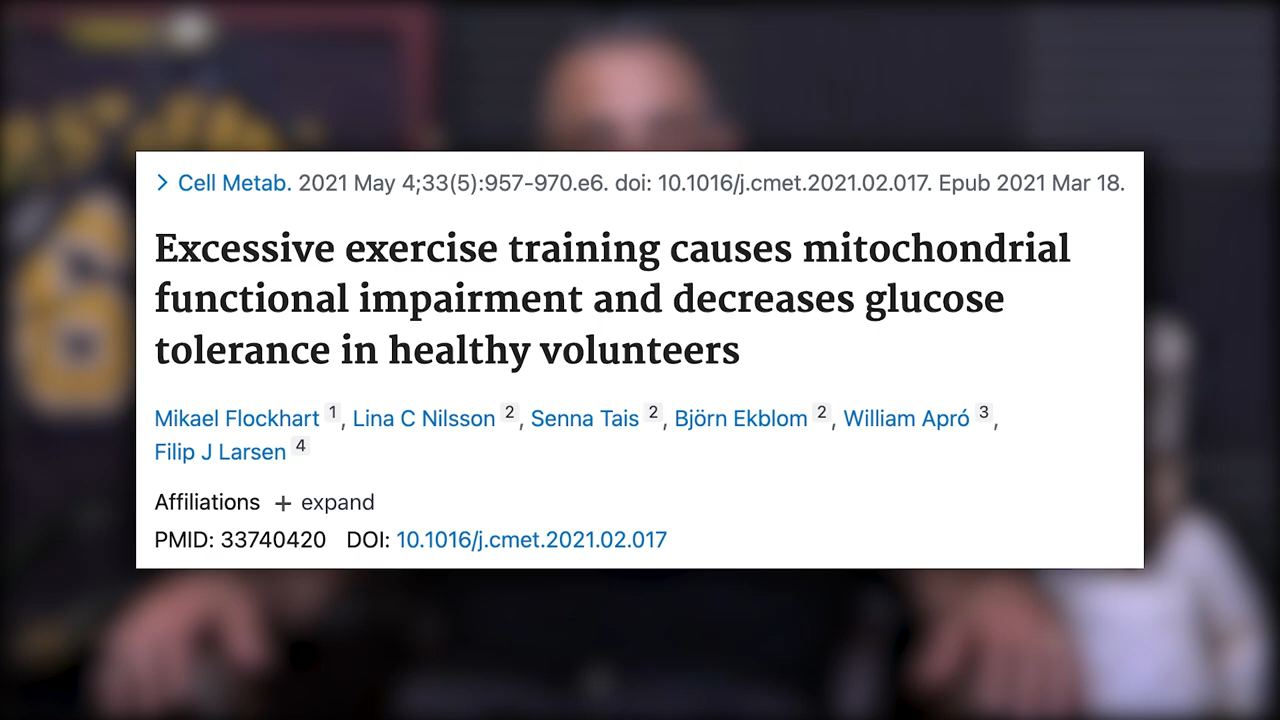 > Cell Metab. 2021 May 4;33(5):957-970.e6. doi: 10.1016/j.cmet.2021.02.017. Epub 2021 Mar 18.
Excessive exercise training causes mitochondrial
functional impairment and decreases glucose
tolerance in healthy volunteers
Mikael Flockhart 1, Lina C Nilsson 2, Senna Tais 2, Björn Ekblom 2, William Apró 3,
Filip J Larsen 4
Affiliations + expand
PMID: 33740420 DOI: 10.1016/j.cmet.2021.02.017